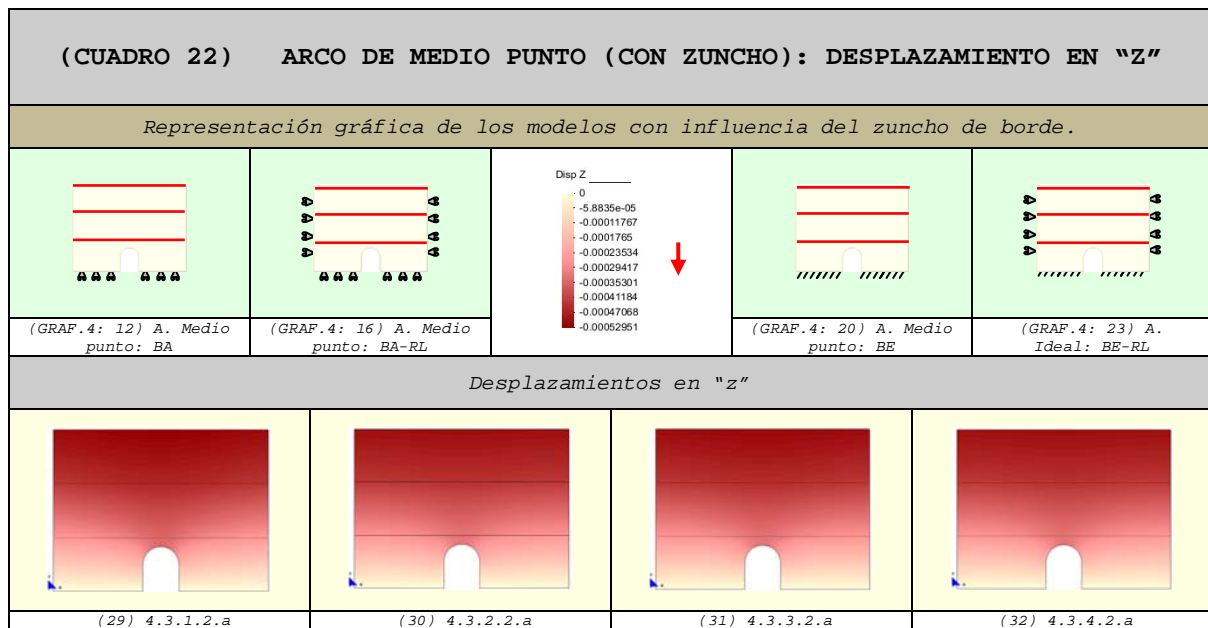 (CUADRO 22) ARCO DE MEDIO PUNTO (CON ZUNCHO): DESPLAZAMIENTO EN “Z”
Representación gráfica de los modelos con influencia del zuncho de borde.
Disp Z
0
-5.8835e-05
-0.00011767
-0.0001765
-0.00023534
-0.00029417
-0.00035301
-0.00041184
-0.00047068
-0.00052951
(GRAF.4: 12) A. Medio
punto: BA
(GRAF.4: 16) A. Medio
punto: BA-RL
(GRAF.4: 20) A. Medio
punto: BE
(GRAF.4: 23) A.
Ideal: BE-RL
Desplazamientos en “z”
(29) 4.3.1.2.a
(30) 4.3.2.2.a
(31) 4.3.3.2.a
(32) 4.3.4.2.a